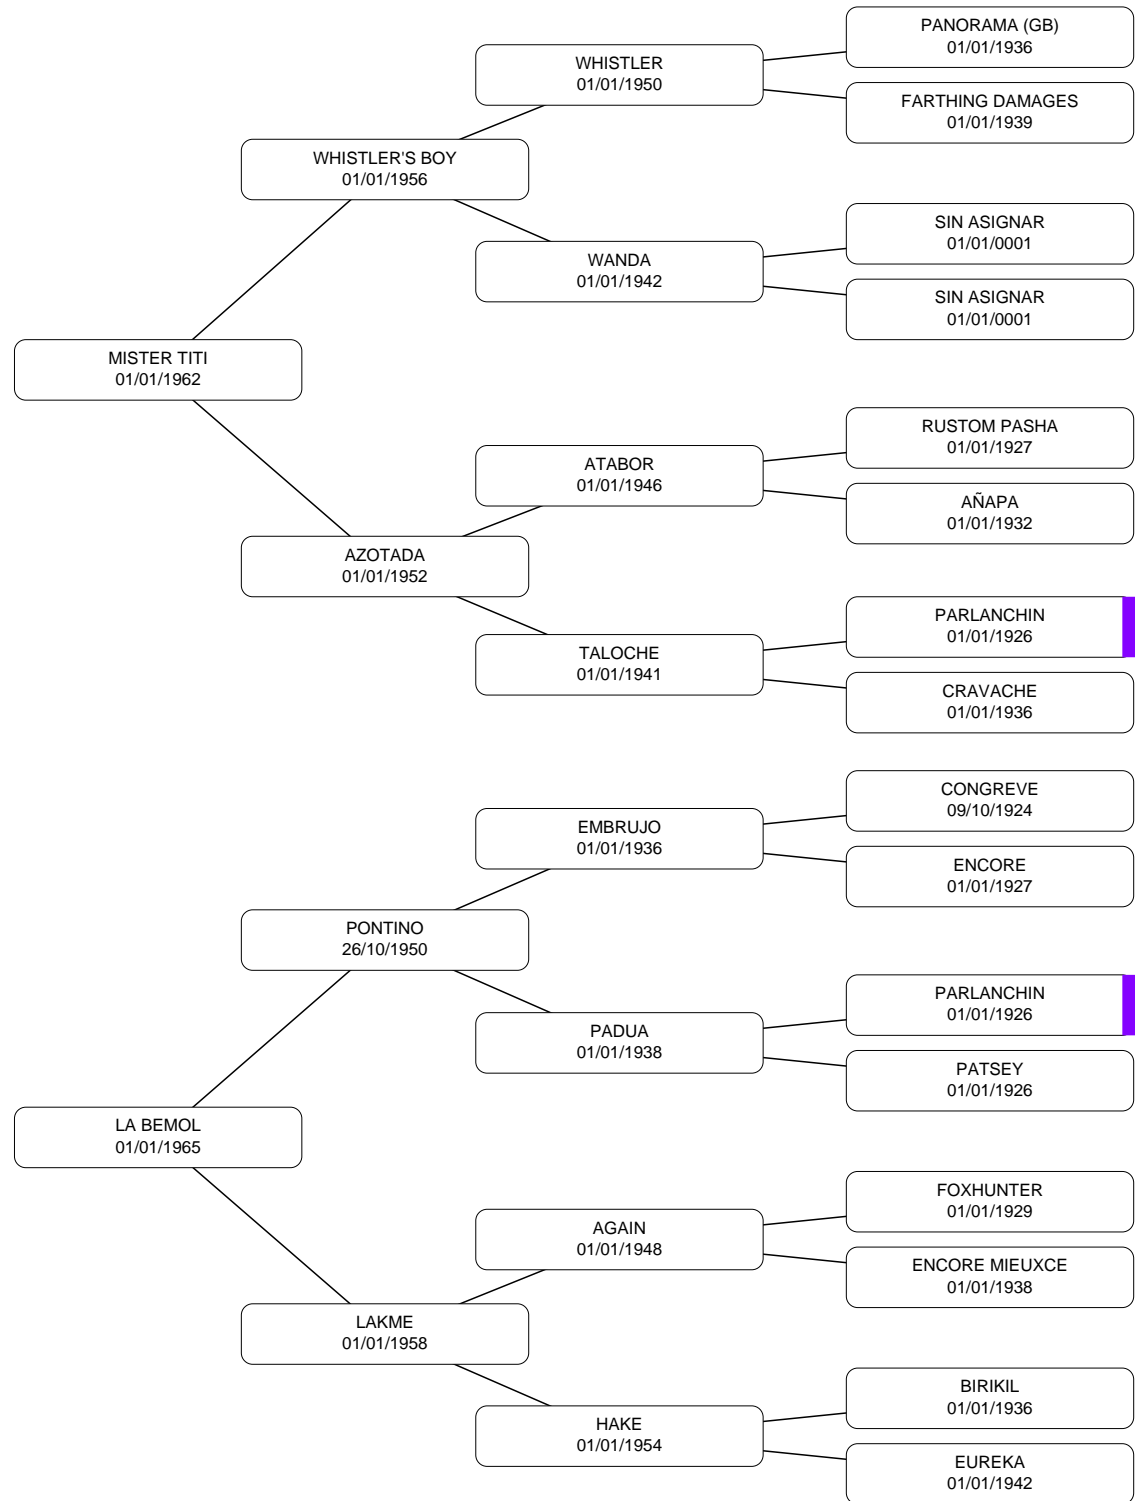 PANORAMA (GB)
01/01/1936
WHISTLER
01/01/1950
FARTHING DAMAGES
01/01/1939
WHISTLER'S BOY
01/01/1956
SIN ASIGNAR
01/01/0001
WANDA
01/01/1942
SIN ASIGNAR
01/01/0001
MISTER TITI
01/01/1962
RUSTOM PASHA
01/01/1927
ATABOR
01/01/1946
AÑAPA
01/01/1932
AZOTADA
01/01/1952
PARLANCHIN
01/01/1926
TALOCHE
01/01/1941
CRAVACHE
01/01/1936
CONGREVE
09/10/1924
EMBRUJO
01/01/1936
ENCORE
01/01/1927
PONTINO
26/10/1950
PARLANCHIN
01/01/1926
PADUA
01/01/1938
PATSEY
01/01/1926
LA BEMOL
01/01/1965
FOXHUNTER
01/01/1929
AGAIN
01/01/1948
ENCORE MIEUXCE
01/01/1938
LAKME
01/01/1958
BIRIKIL
01/01/1936
HAKE
01/01/1954
EUREKA
01/01/1942